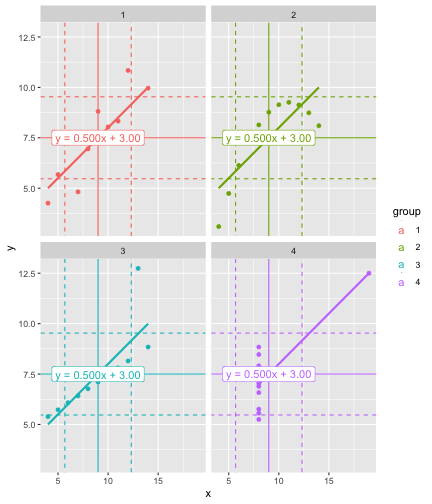 1 2
12.5
10.0
7.5
5.0
y = 0.500x + 3.00 y = 0.500x + 3.00
y
3 4
12.5
10.0
7.5
5.0
y = 0.500x + 3.00 y = 0.500x + 3.00
5 10 15 5 10 15
x
group
a 1
a 2
a 3
a 4